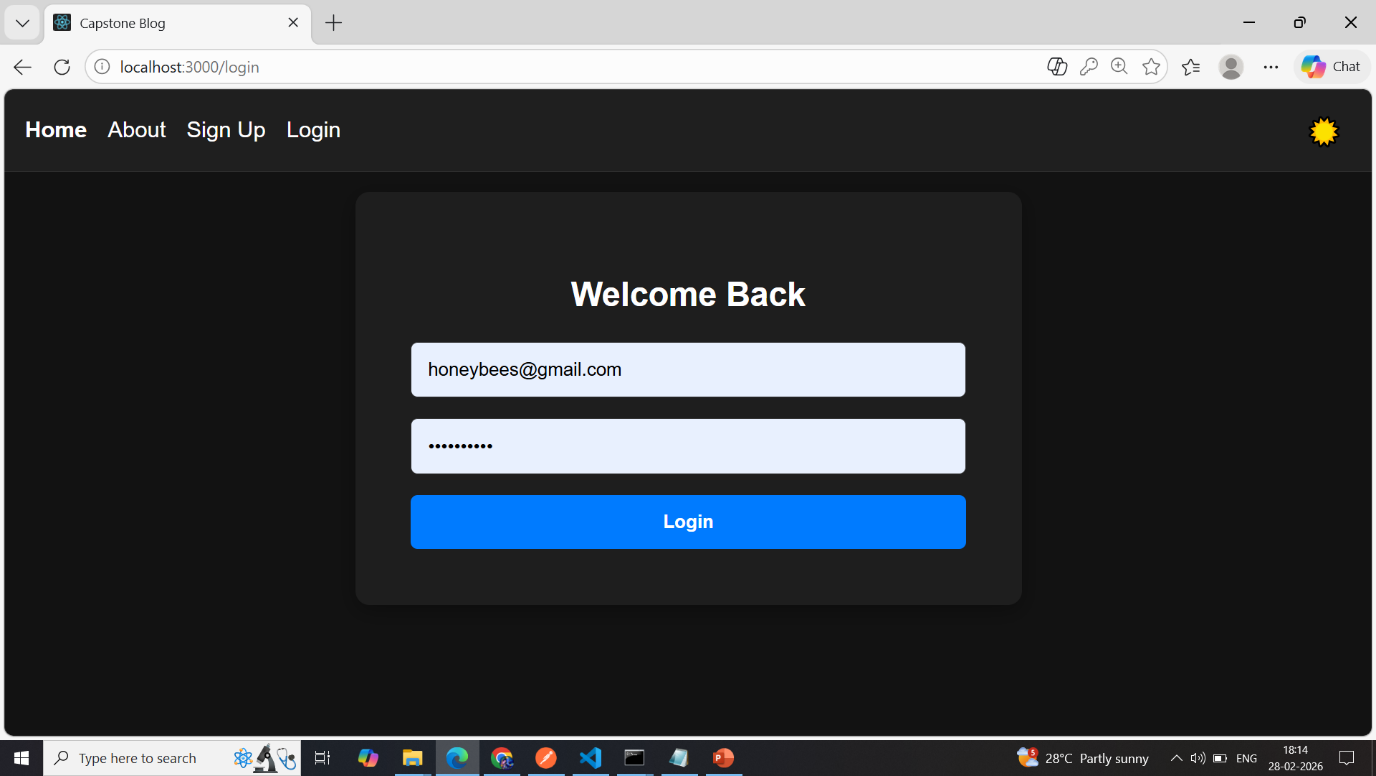 Capstone Blog
localhost:3000/login
Chat
Home About Sign Up Login
Welcome Back
honeybees@gmail.com
••••••••••
Login
Type here to search
5
28°C Partly sunny
ENG
18:14
28-02-2026